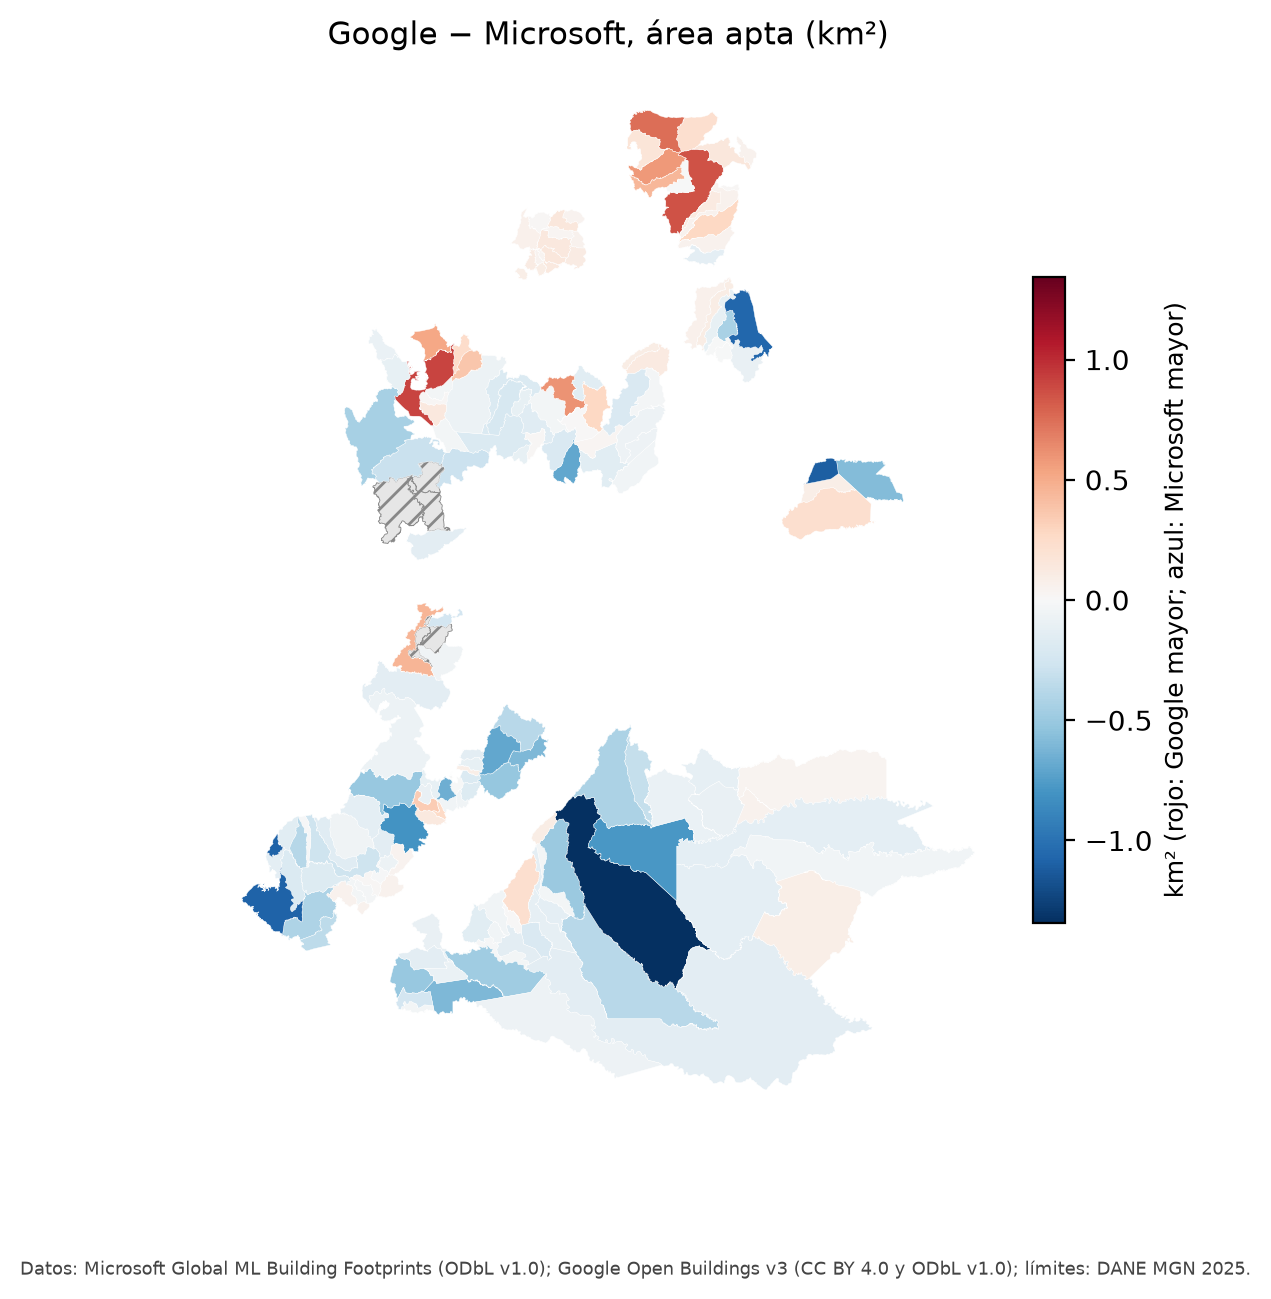 Google − Microsoft, área apta (km²)
1.0
0.5
0.0
−0.5
−1.0
km² (rojo: Google mayor; azul: Microsoft mayor)
Datos: Microsoft Global ML Building Footprints (ODbL v1.0); Google Open Buildings v3 (CC BY 4.0 y ODbL v1.0); límites: DANE MGN 2025.